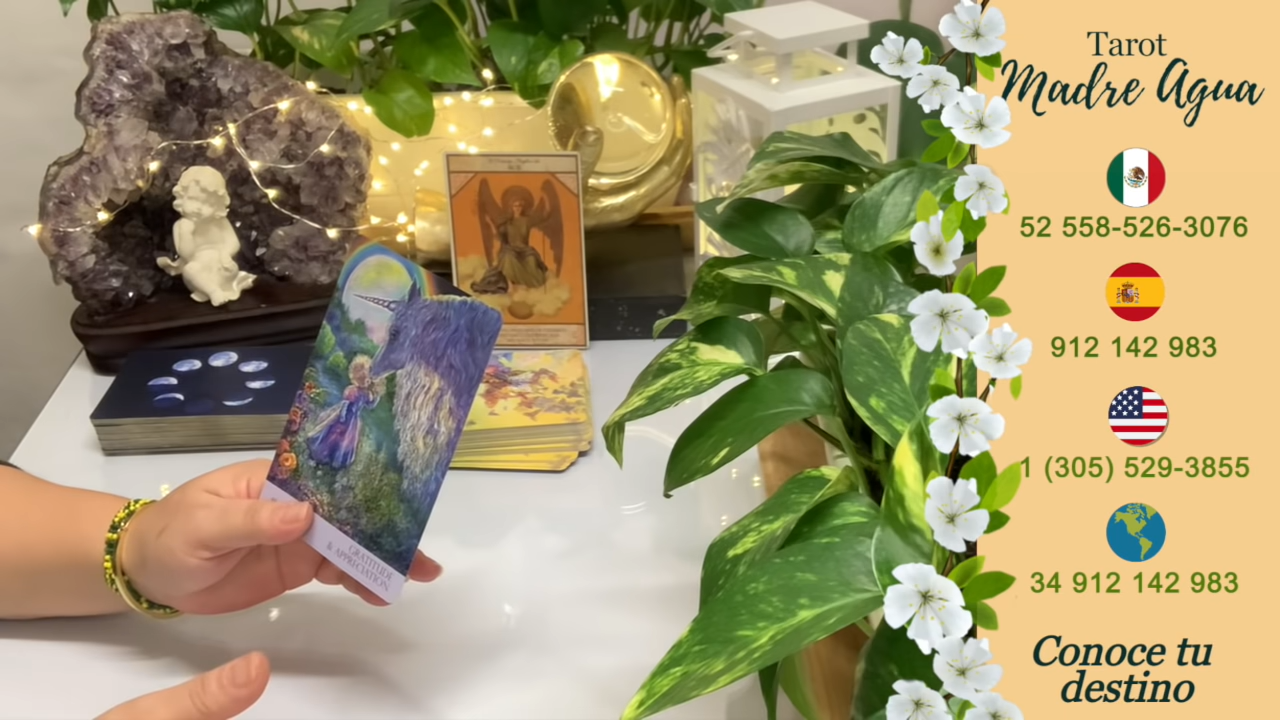 Tarot
Madre Agua
52 558-526-3076
912 142 983
1 (305) 529-3855
34 912 142 983
Conoce tu
destino
GRATITUDE
& APPRECIATION